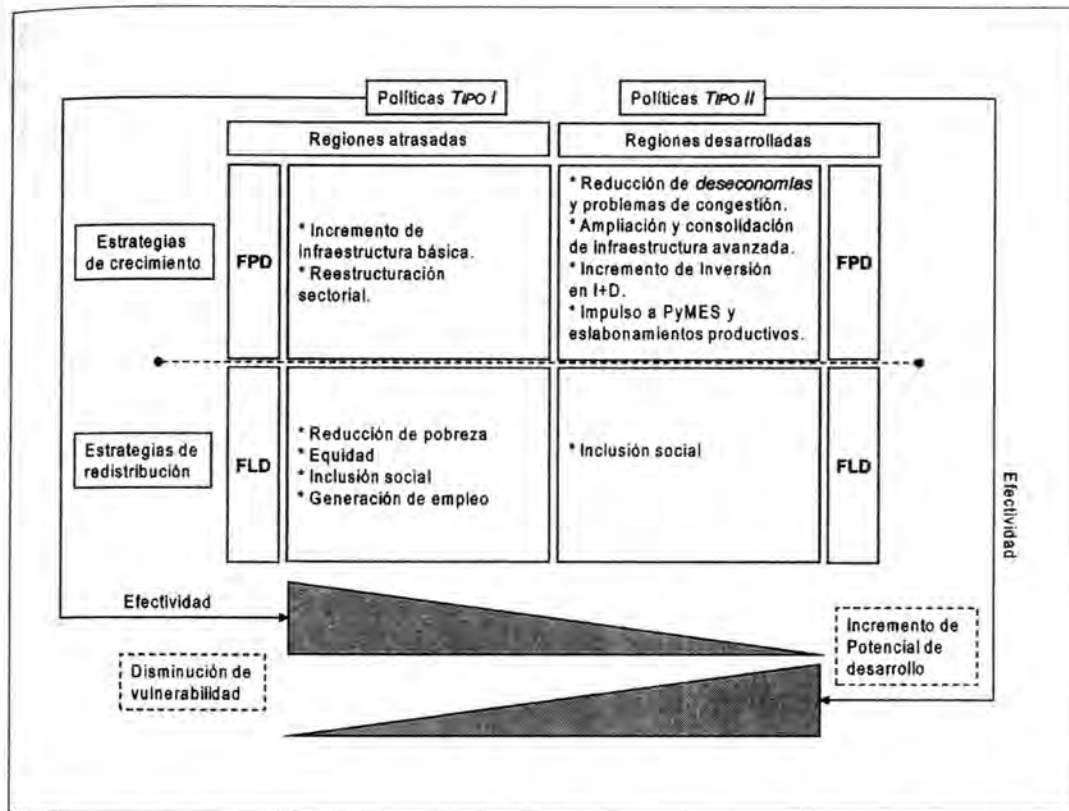 Políticas TIPO I
Políticas TIPO II
Regiones atrasadas
Regiones desarrolladas
Estrategias
de crecimiento
FPD
* Incremento de
infraestructura básica.
* Reestructuración
sectorial.
* Reducción de deseconomías
y problemas de congestión.
* Ampliación y consolidación
de infraestructura avanzada.
* Incremento de Inversión
en I+D.
* Impulso a PyMES y
eslabonamientos productivos.
FPD
Estrategias de
redistribución
FLD
* Reducción de pobreza
* Equidad
* Inclusión social
* Generación de empleo
* Inclusión social
FLD
Efectividad
Efectividad
Disminución de
vulnerabilidad
Incremento de
Potencial de
desarrollo